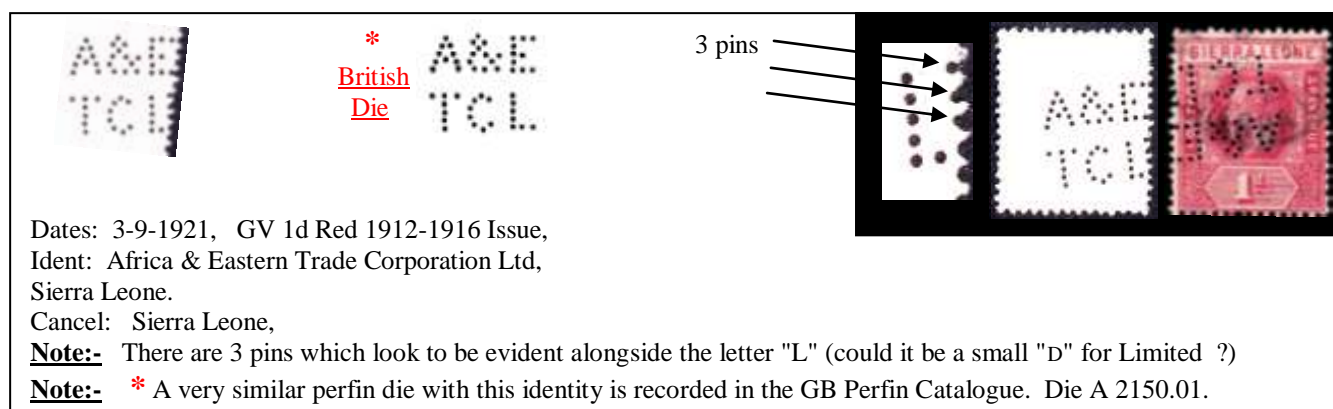 A&E
TCL
*
British
Die
A&E
TCL
3 pins
A&E
TCL
SIERRA LEONE
1d
Dates:  3-9-1921,   GV 1d Red 1912-1916 Issue,
Ident:  Africa & Eastern Trade Corporation Ltd,
Sierra Leone.
Cancel:   Sierra Leone,
Note:-   There are 3 pins which look to be evident alongside the letter "L" (could it be a small "D" for Limited  ?)
Note:-   * A very similar perfin die with this identity is recorded in the GB Perfin Catalogue.  Die A 2150.01.